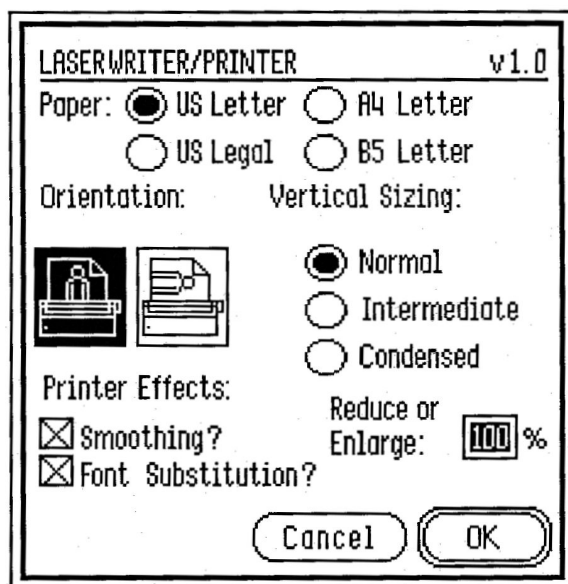 LASERWRITER/PRINTER v1.0
Paper: US Letter A4 Letter
US Legal B5 Letter
Orientation: Vertical Sizing:
Normal
Intermediate
Condensed
Printer Effects:
Reduce or
Smoothing? Enlarge: 100 %
Font Substitution?
Cancel OK